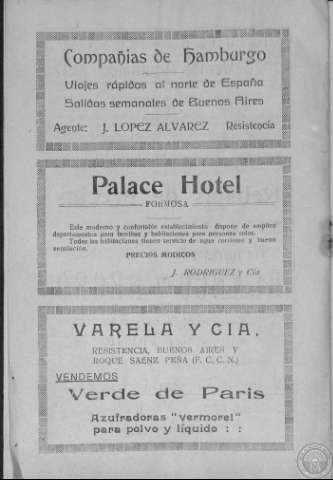 Compañias de Hamburgo
Viajes rápidos al norte de España
Salidas semanales de Buenos Aires
Agente: J. LOPEZ ALVAREZ Resistencia
Palace Hotel
FORMOSA
Este moderno y confortable establecimiento dispone de amplios
departamentos para familias y habitaciones para personas solas.
Todas las habitaciones tienen servicio de agua corriente y buena
ventilación.
PRECIOS MODICOS
J. RODRIGUEZ y Cía
VARELA Y CIA.
RESISTENCIA, BUENOS AIRES Y
ROQUE SAENZ PEÑA (F. C. C. N.)
VENDEMOS
Verde de Paris
Azufradoras "vermorel"
para polvo y líquido : :